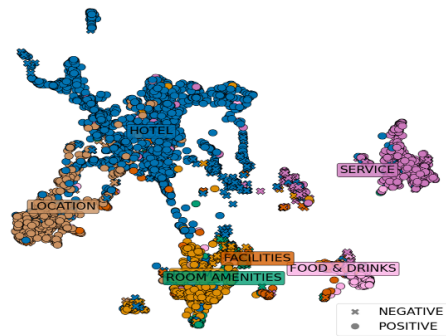 HOTEL
SERVICE
LOCATION
FACILITIES
FOOD & DRINKS
ROOM AMENITIES
NEGATIVE
POSITIVE